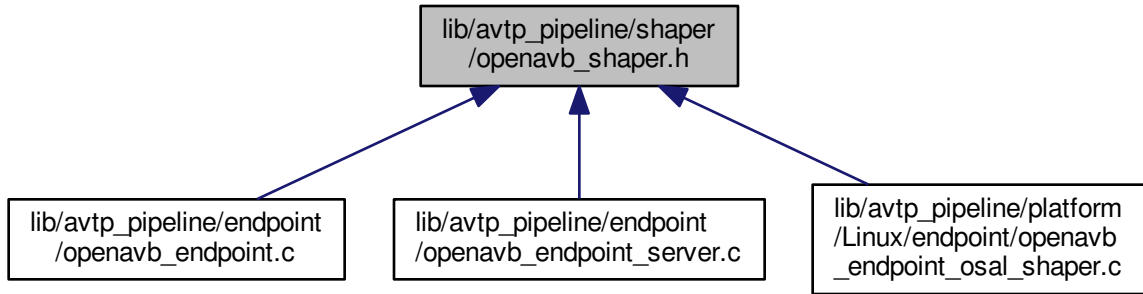 lib/avtp_pipeline/shaper
/openavb_shaper.h
lib/avtp_pipeline/endpoint
/openavb_endpoint.c
lib/avtp_pipeline/endpoint
/openavb_endpoint_server.c
lib/avtp_pipeline/platform
/Linux/endpoint/openavb
_endpoint_osal_shaper.c